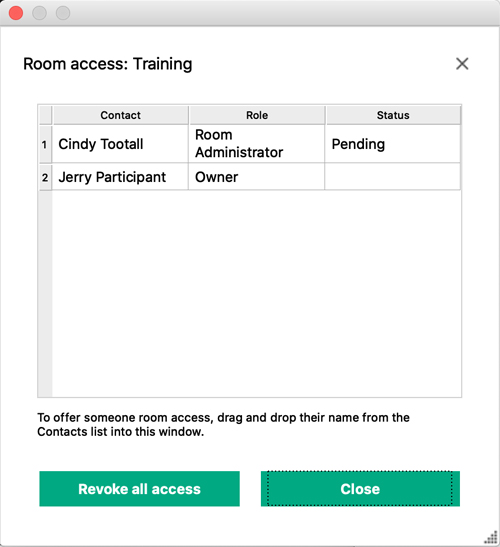 Room access: Training
Contact Role Status
1 Cindy Tootall Room Administrator Pending
2 Jerry Participant Owner
To offer someone room access, drag and drop their name from the
Contacts list into this window.
Revoke all access Close